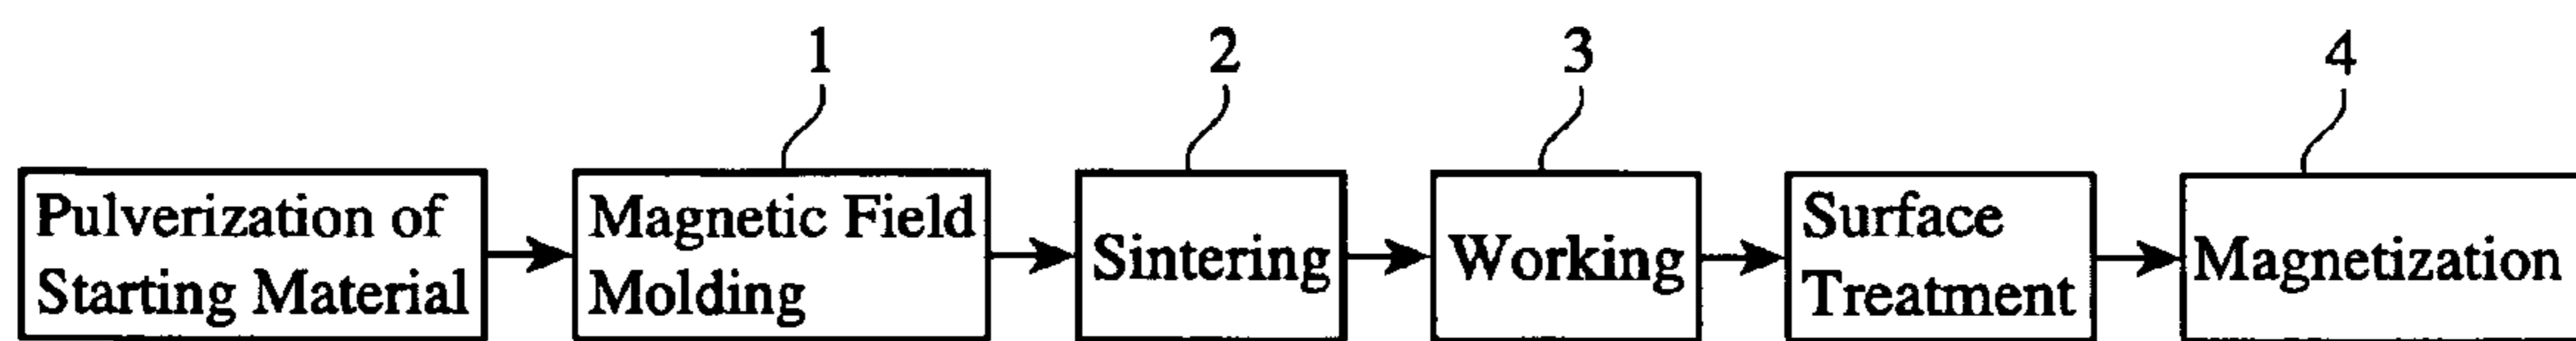 1
2
3
4
Pulverization of
Starting Material
Magnetic Field
Molding
Sintering
Working
Surface
Treatment
Magnetization